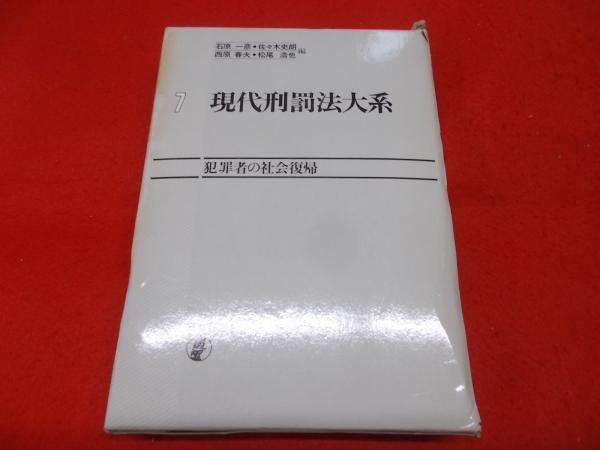 石原 一彦・佐々木史朗
西原 春夫・松尾 浩也 編
7 現代刑罰法大系
犯罪者の社会復帰